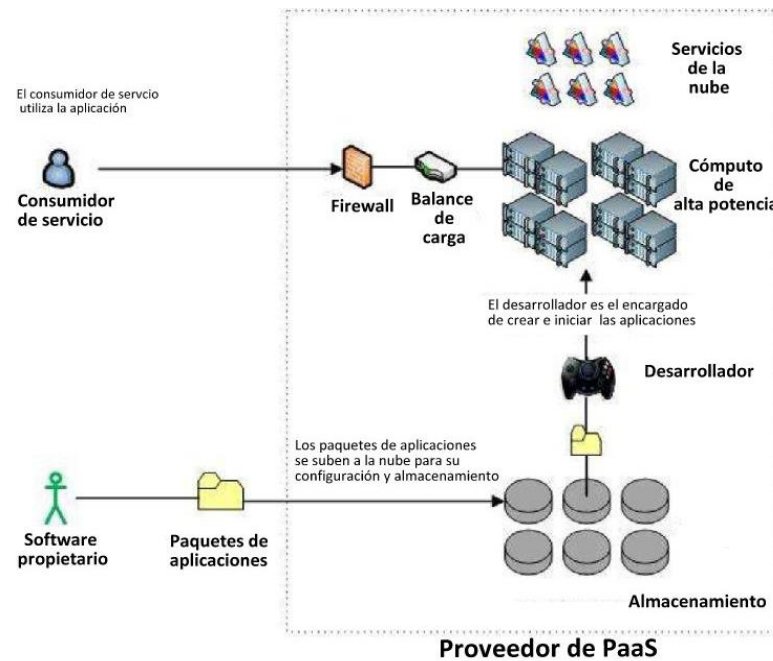 Servicios
de la
nube
El consumidor de servcio
utiliza la aplicación
Consumidor
de servicio
Firewall
Balance
de
carga
Cómputo
de
alta potencia
El desarrollador es el encargado
de crear e iniciar las aplicaciones
Desarrollador
Los paquetes de aplicaciones
se suben a la nube para su
configuración y almacenamiento
Software
propietario
Paquetes de
aplicaciones
Almacenamiento
Proveedor de PaaS